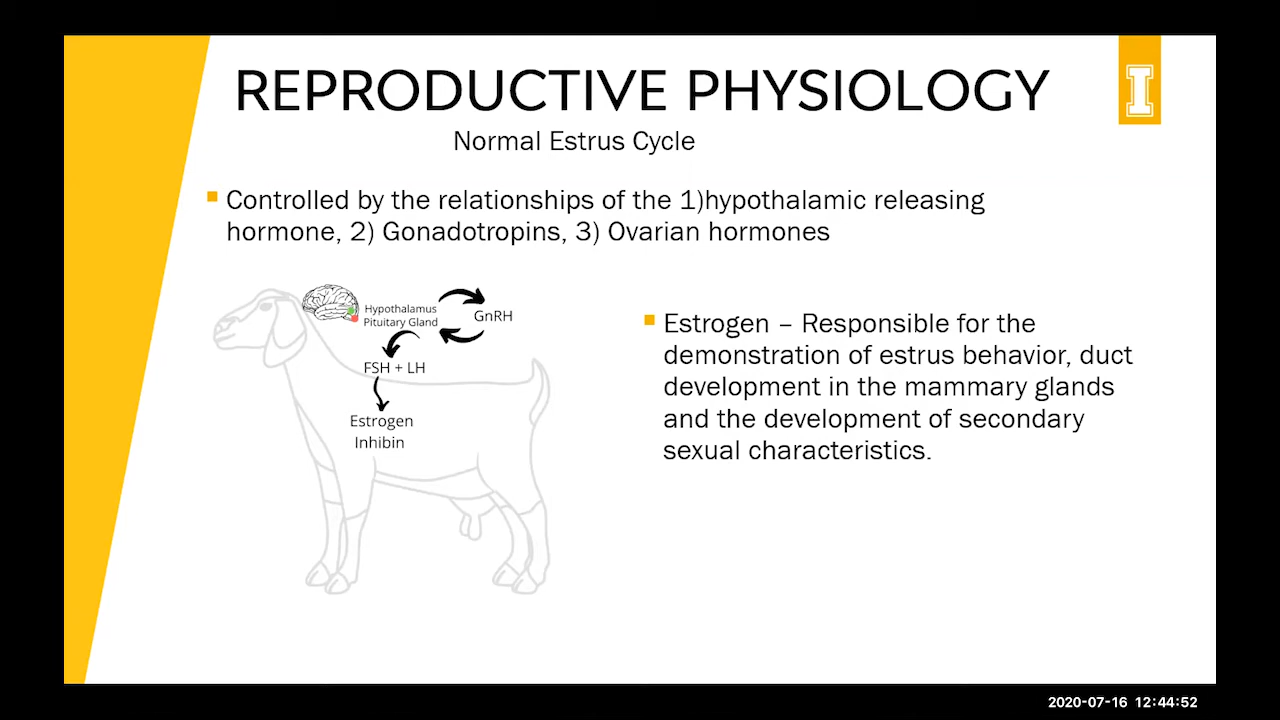 REPRODUCTIVE PHYSIOLOGY
I
Normal Estrus Cycle
Controlled by the relationships of the 1)hypothalamic releasing
hormone, 2) Gonadotropins, 3) Ovarian hormones
Hypothalamus
Pituitary Gland
GnRH
FSH + LH
Estrogen
Inhibin
Estrogen – Responsible for the
demonstration of estrus behavior, duct
development in the mammary glands
and the development of secondary
sexual characteristics.
2020-07-16 12:44:52